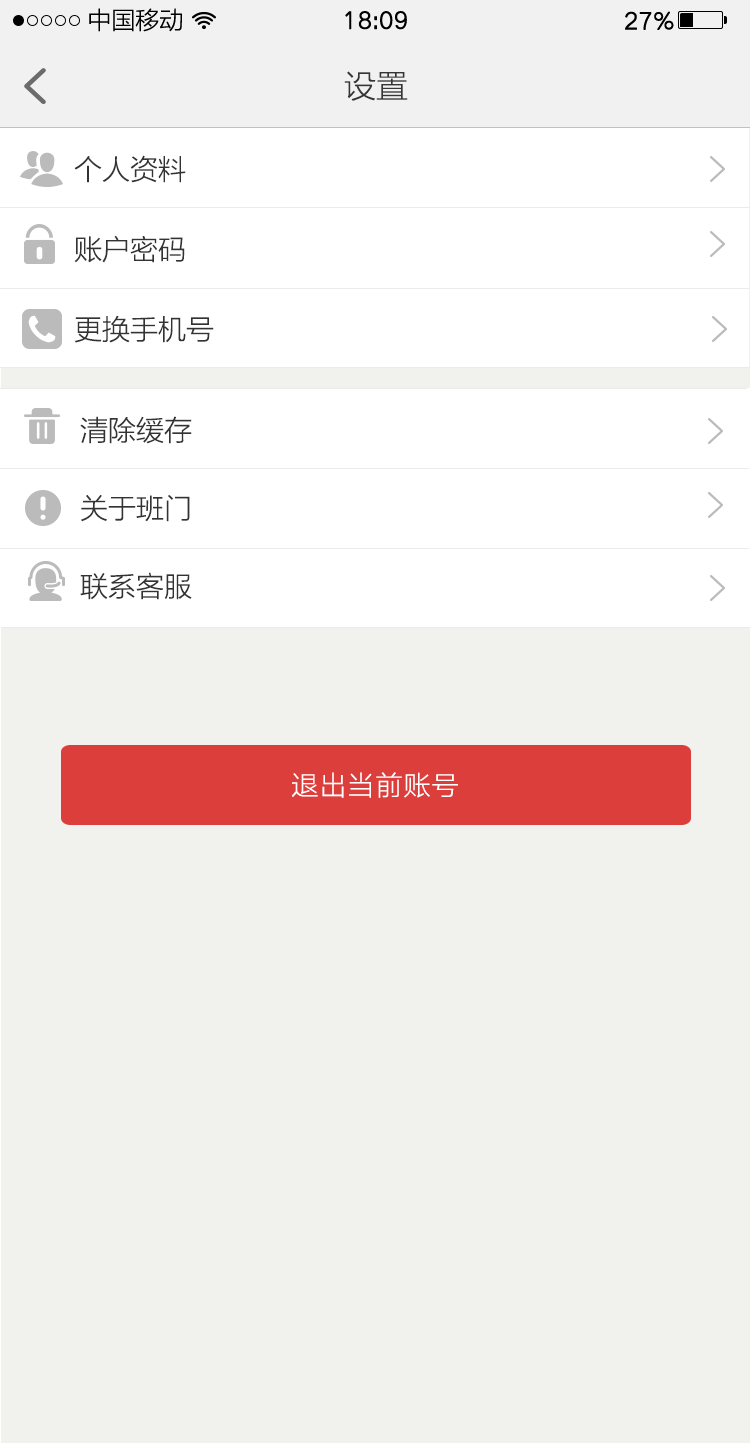 中国移动 18:09 27%
设置
个人资料
账户密码
更换手机号
清除缓存
关于班门
联系客服
退出当前账号